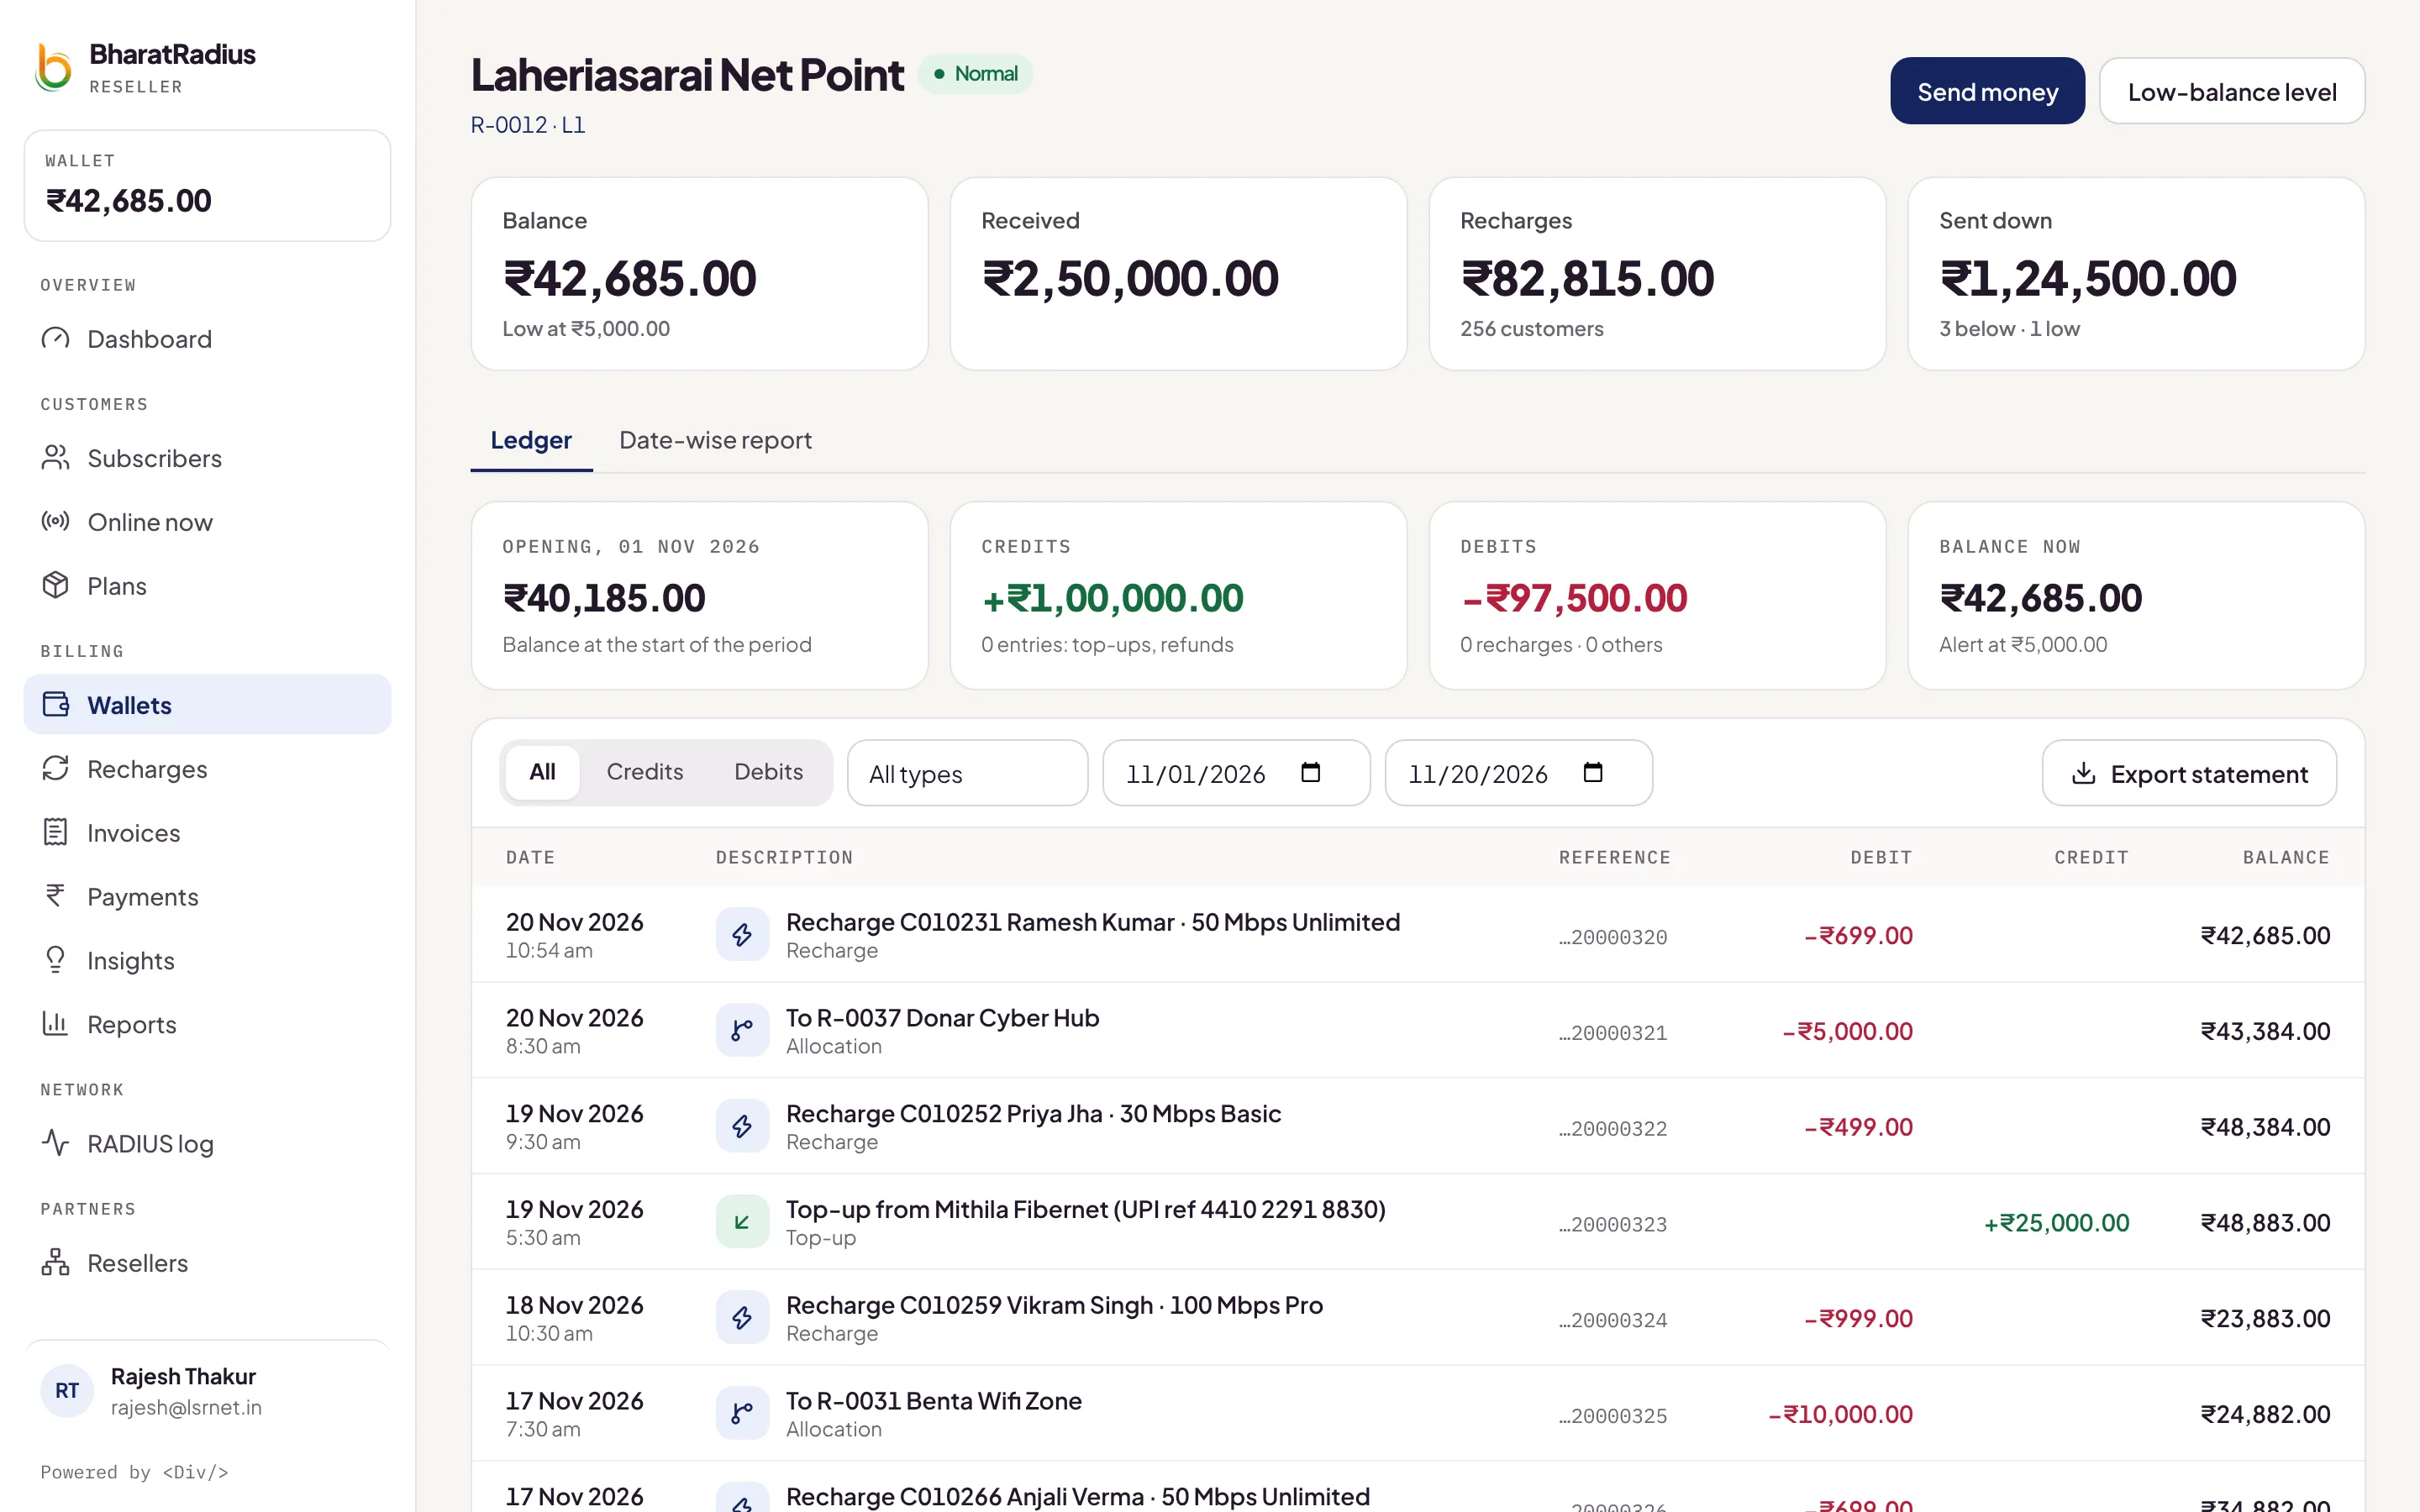 BharatRadius
RESELLER
WALLET
₹42,685.00
OVERVIEW
Dashboard
CUSTOMERS
Subscribers
Online now
Plans
BILLING
Wallets
Recharges
Invoices
Payments
Insights
Reports
NETWORK
RADIUS log
PARTNERS
Resellers
RT
Rajesh Thakur
rajesh@lsrnet.in
Powered by <Div/>
Laheriasarai Net Point
Normal
R-0012 · L1
Send money
Low-balance level
Balance
₹42,685.00
Low at ₹5,000.00
Received
₹2,50,000.00
Recharges
₹82,815.00
256 customers
Sent down
₹1,24,500.00
3 below · 1 low
Ledger
Date-wise report
OPENING, 01 NOV 2026
₹40,185.00
Balance at the start of the period
CREDITS
+₹1,00,000.00
0 entries: top-ups, refunds
DEBITS
−₹97,500.00
0 recharges · 0 others
BALANCE NOW
₹42,685.00
Alert at ₹5,000.00
All Credits Debits
All types
11/01/2026
11/20/2026
Export statement
DATE DESCRIPTION REFERENCE DEBIT CREDIT BALANCE
20 Nov 2026 Recharge C010231 Ramesh Kumar · 50 Mbps Unlimited …20000320 −₹699.00 ₹42,685.00
10:54 am Recharge
20 Nov 2026 To R-0037 Donar Cyber Hub …20000321 −₹5,000.00 ₹43,384.00
8:30 am Allocation
19 Nov 2026 Recharge C010252 Priya Jha · 30 Mbps Basic …20000322 −₹499.00 ₹48,384.00
9:30 am Recharge
19 Nov 2026 Top-up from Mithila Fibernet (UPI ref 4410 2291 8830) …20000323 +₹25,000.00 ₹48,883.00
5:30 am Top-up
18 Nov 2026 Recharge C010259 Vikram Singh · 100 Mbps Pro …20000324 −₹999.00 ₹23,883.00
10:30 am Recharge
17 Nov 2026 To R-0031 Benta Wifi Zone …20000325 −₹10,000.00 ₹24,882.00
7:30 am Allocation
17 Nov 2026 Recharge C010266 Anjali Verma · 50 Mbps Unlimited …20000326 −₹699.00 ₹34,882.00